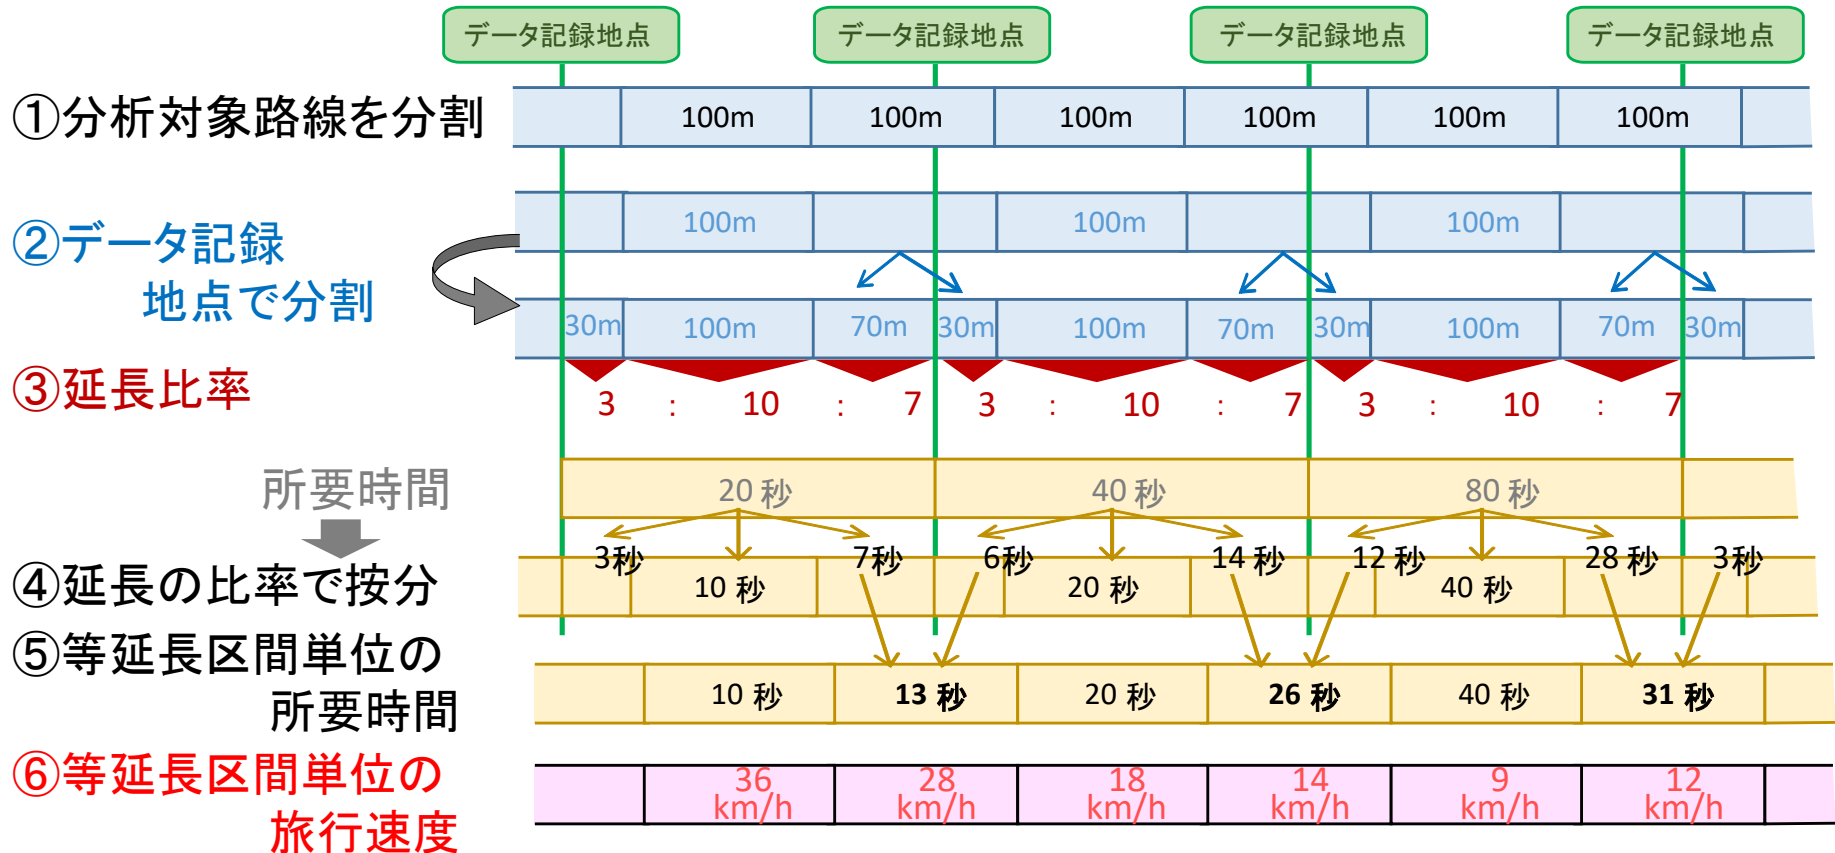 データ記録地点 データ記録地点 データ記録地点 データ記録地点
①分析対象路線を分割 100m 100m 100m 100m 100m 100m
②データ記録 100m 100m 100m
地点で分割 30m 100m 70m 30m 100m 70m 30m 100m 70m 30m
③延長比率 3 : 10 : 7 3 : 10 : 7 3 : 10 : 7
所要時間 20 秒 40 秒 80 秒
3秒 7秒 6秒 14 秒 12 秒 28 秒 3秒
④延長の比率で按分 10 秒 20 秒 40 秒
⑤等延長区間単位の
所要時間 10 秒 13 秒 20 秒 26 秒 40 秒 31 秒
⑥等延長区間単位の 36 28 18 14 9 12
km/h km/h km/h km/h km/h km/h
旅行速度